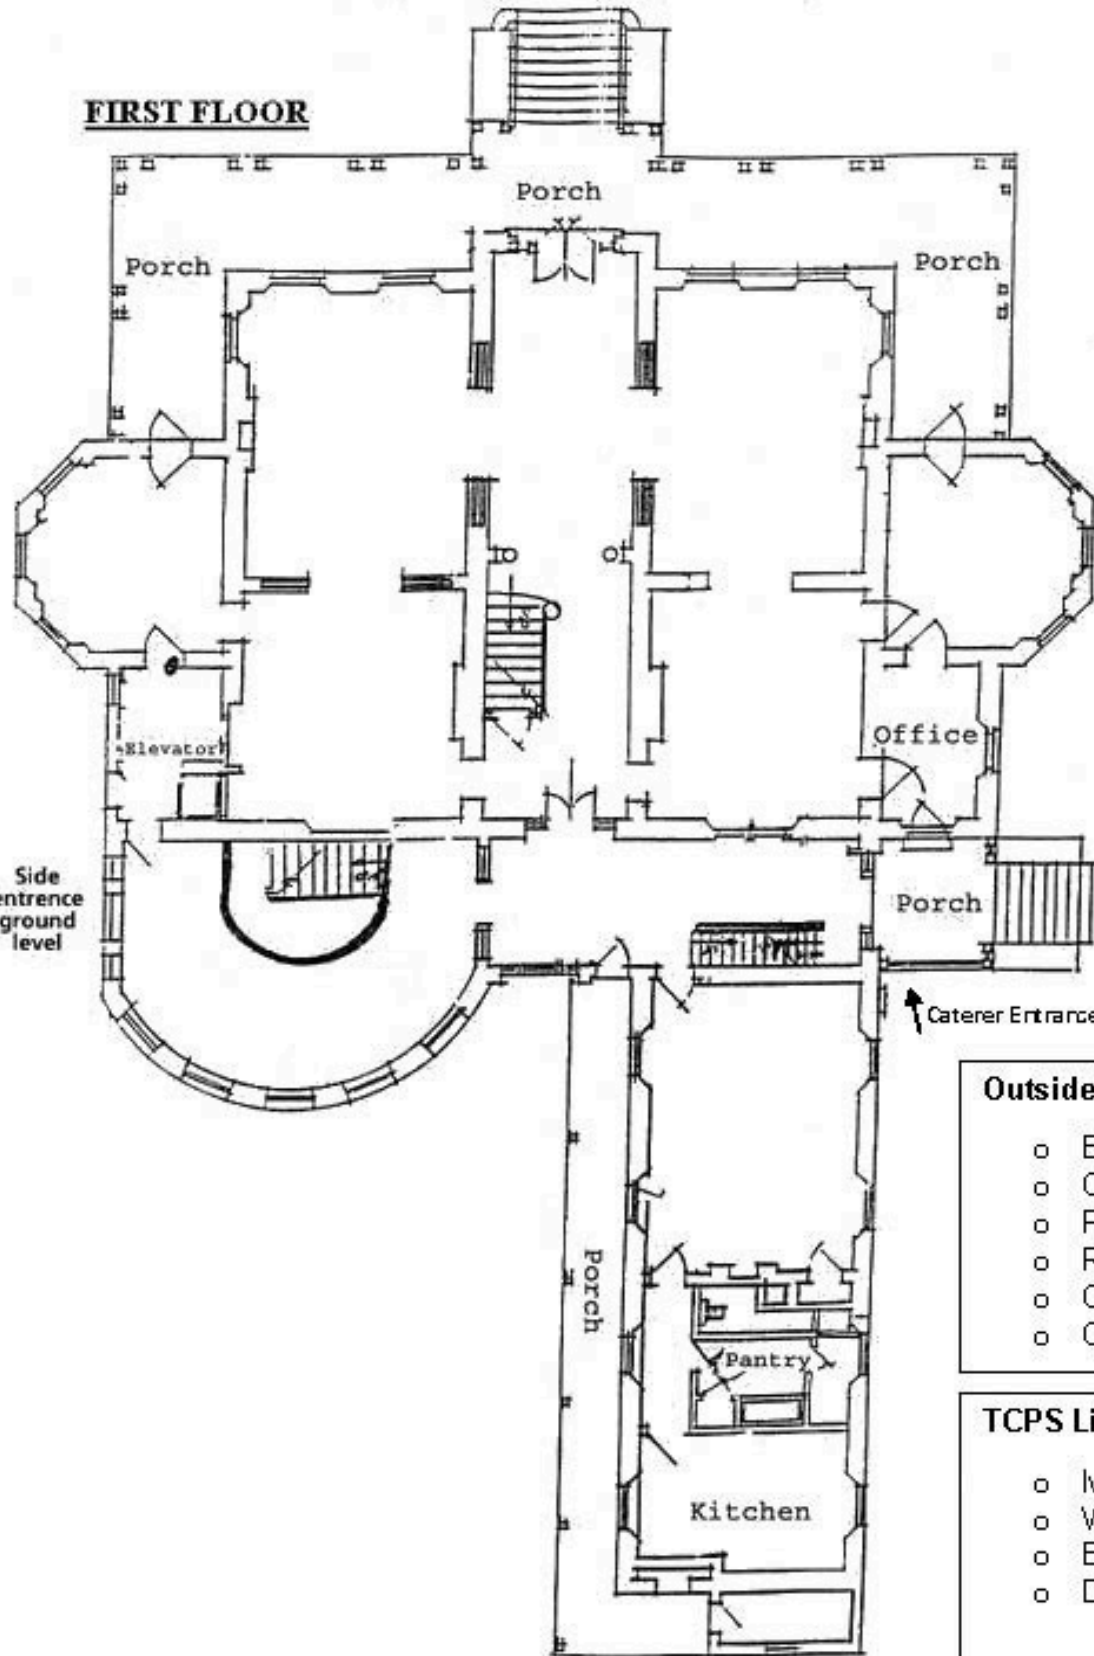 FIRST FLOOR
Porch
Porch
Porch
Elevator
Office
Side
entrence
ground
level
Porch
Caterer Entrance
Outside
Porch
Pantry
TCPS Li
Kitchen